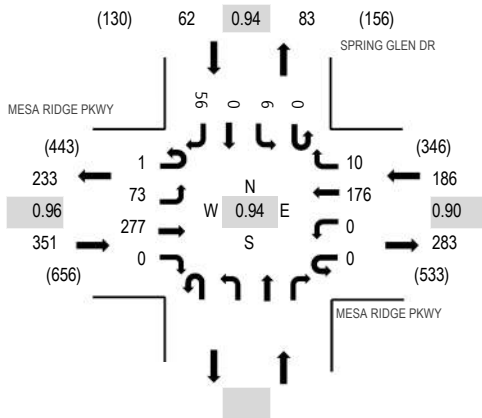 (130) 62 0.94 83 (156)
SPRING GLEN DR
56 0 6 0
MESA RIDGE PKWY
(443) (346)
233 1 10 186
73 N 176
0.96 W 0.94 E 0.90
351 277 S 0 283
0 0
(656) (533)
MESA RIDGE PKWY